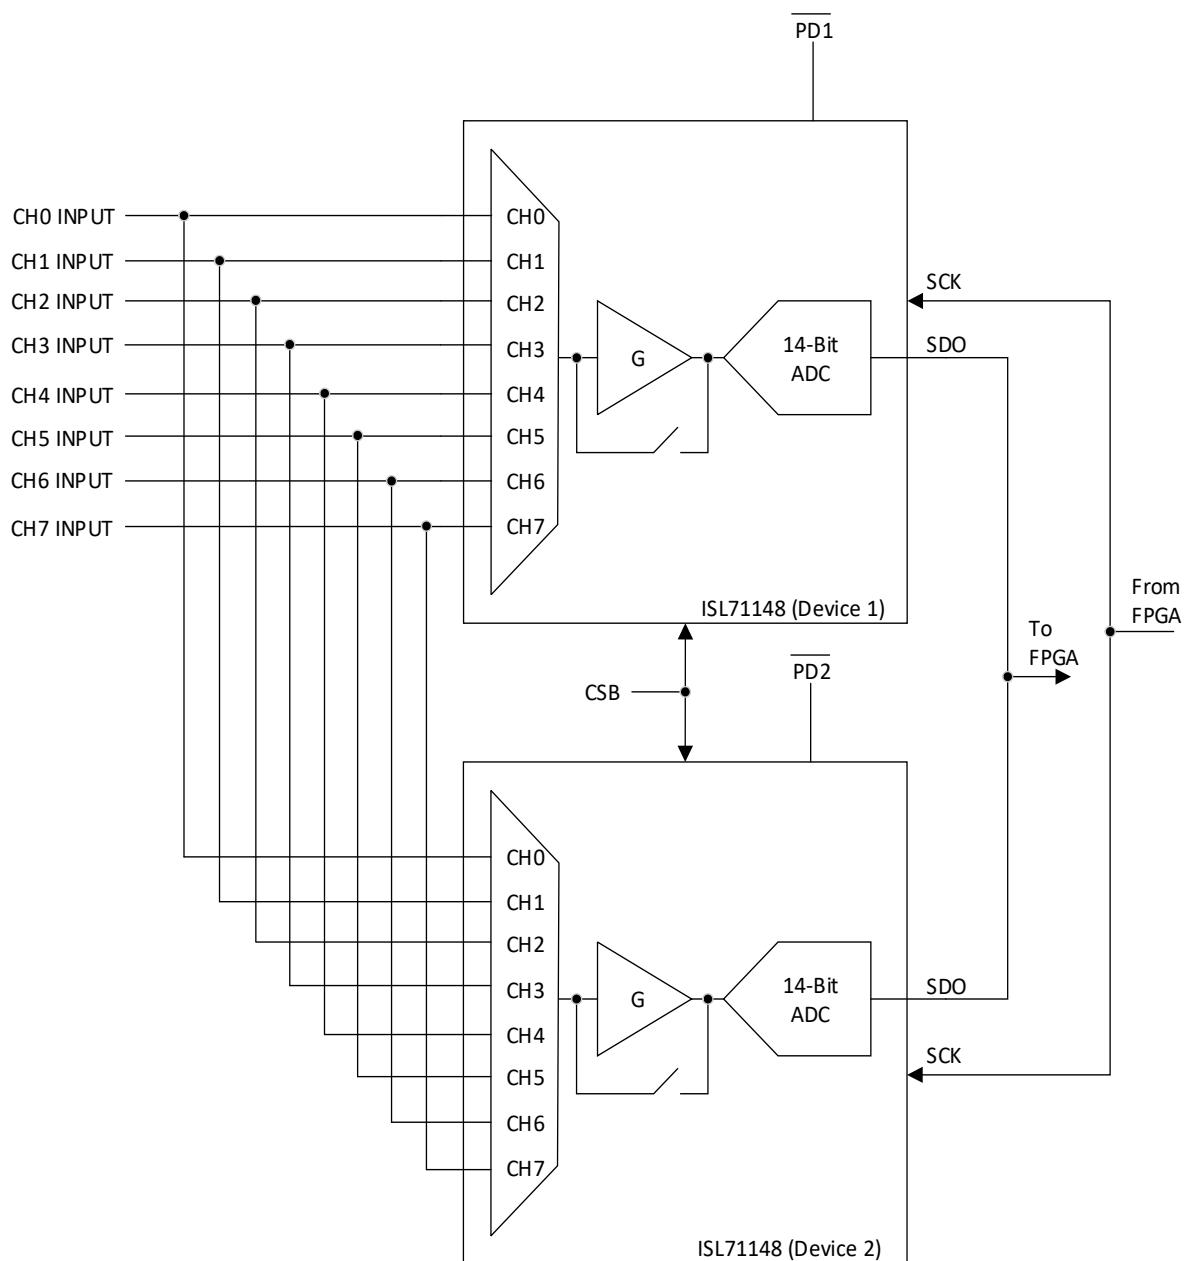 PD1
CH0 INPUT
CH1 INPUT
CH2 INPUT
CH3 INPUT
CH4 INPUT
CH5 INPUT
CH6 INPUT
CH7 INPUT
CH0
CH1
CH2
CH3
CH4
CH5
CH6
CH7
G
14-Bit
ADC
SCK
SDO
ISL71148 (Device 1)
From
FPGA
To
FPGA
CSB
PD2
CH0
CH1
CH2
CH3
CH4
CH5
CH6
CH7
G
14-Bit
ADC
SDO
SCK
ISL71148 (Device 2)